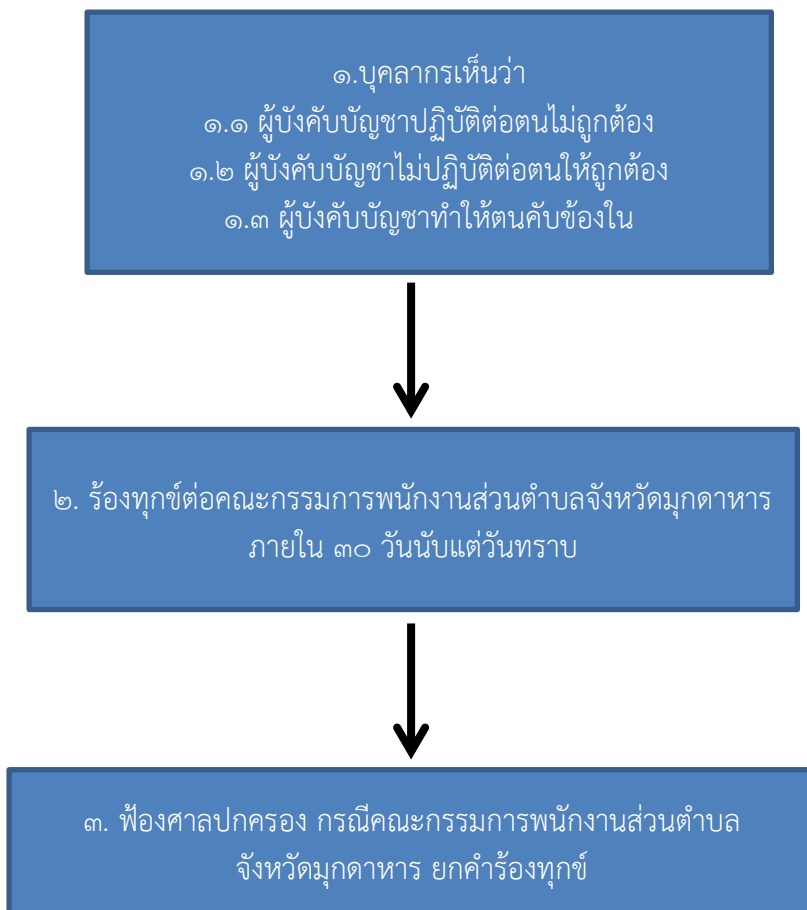 ๑.บุคลากรเห็นว่า
๑.๑ ผู้บังคับบัญชาปฏิบัติต่อตนไม่ถูกต้อง
๑.๒ ผู้บังคับบัญชาไม่ปฏิบัติต่อตนให้ถูกต้อง
๑.๓ ผู้บังคับบัญชาทำให้ตนคับข้องใน
๒. ร้องทุกข์ต่อคณะกรรมการพนักงานส่วนตำบลจังหวัดมุกดาหาร
ภายใน ๓๐ วันนับแต่วันทราบ
๓. ฟ้องศาลปกครอง กรณีคณะกรรมการพนักงานส่วนตำบล
จังหวัดมุกดาหาร ยกคำร้องทุกข์